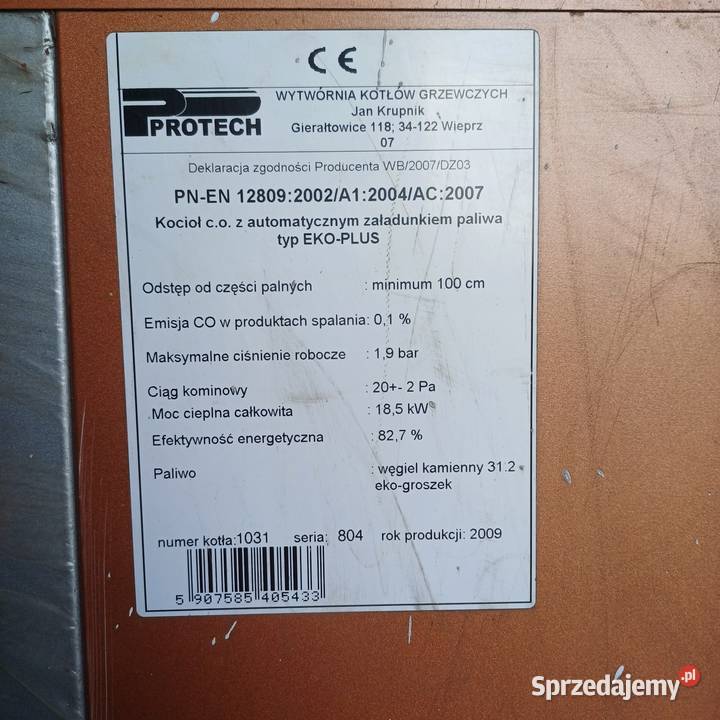 CE
PROTECH
WYTWÓRNIA KOTŁÓW GRZEWCZYCH
Jan Krupnik
Gierałtowice 118; 34-122 Wieprz
07
Deklaracja zgodności Producenta WB/2007/DZ03
PN-EN 12809:2002/A1:2004/AC:2007
Kocioł c.o. z automatycznym załadunkiem paliwa
typ EKO-PLUS
Odstęp od części palnych : minimum 100 cm
Emisja CO w produktach spalania: 0,1 %
Maksymalne ciśnienie robocze : 1,9 bar
Ciąg kominowy : 20+- 2 Pa
Moc cieplna całkowita : 18,5 kW
Efektywność energetyczna : 82,7 %
Paliwo : węgiel kamienny 31.2
eko-groszek
numer kotła:1031 seria: 804 rok produkcji: 2009
5 907585 405433
Sprzedajemy.pl